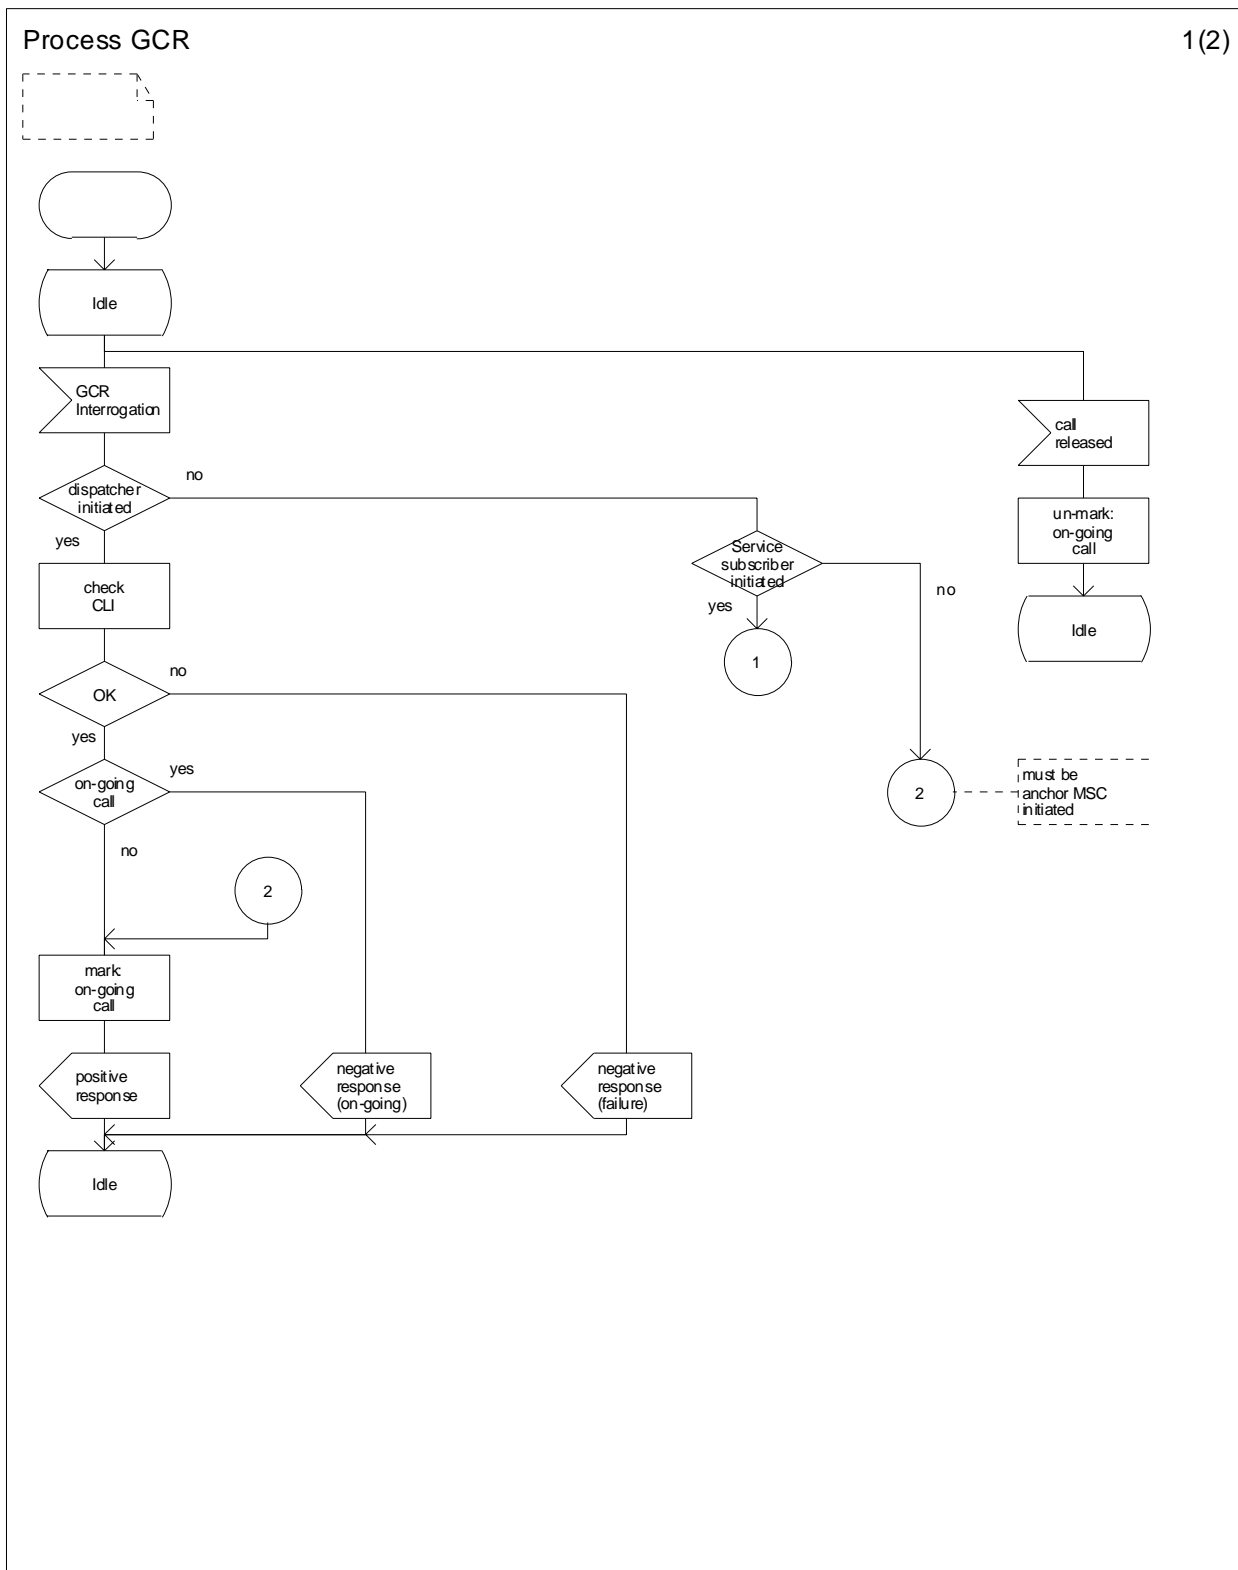 Process GCR
1(2)
Idle
GCR
Interrogation
call
released
no
dispatcher
initiated
yes
un-mark:
on-going
call
Service
subscriber
initiated
no
yes
check
CLI
Idle
1
no
OK
yes
on-going
call
yes
no
2
must be
anchor MSC
initiated
2
mark:
on-going
call
positive
response
negative
response
(on-going)
negative
response
(failure)
Idle